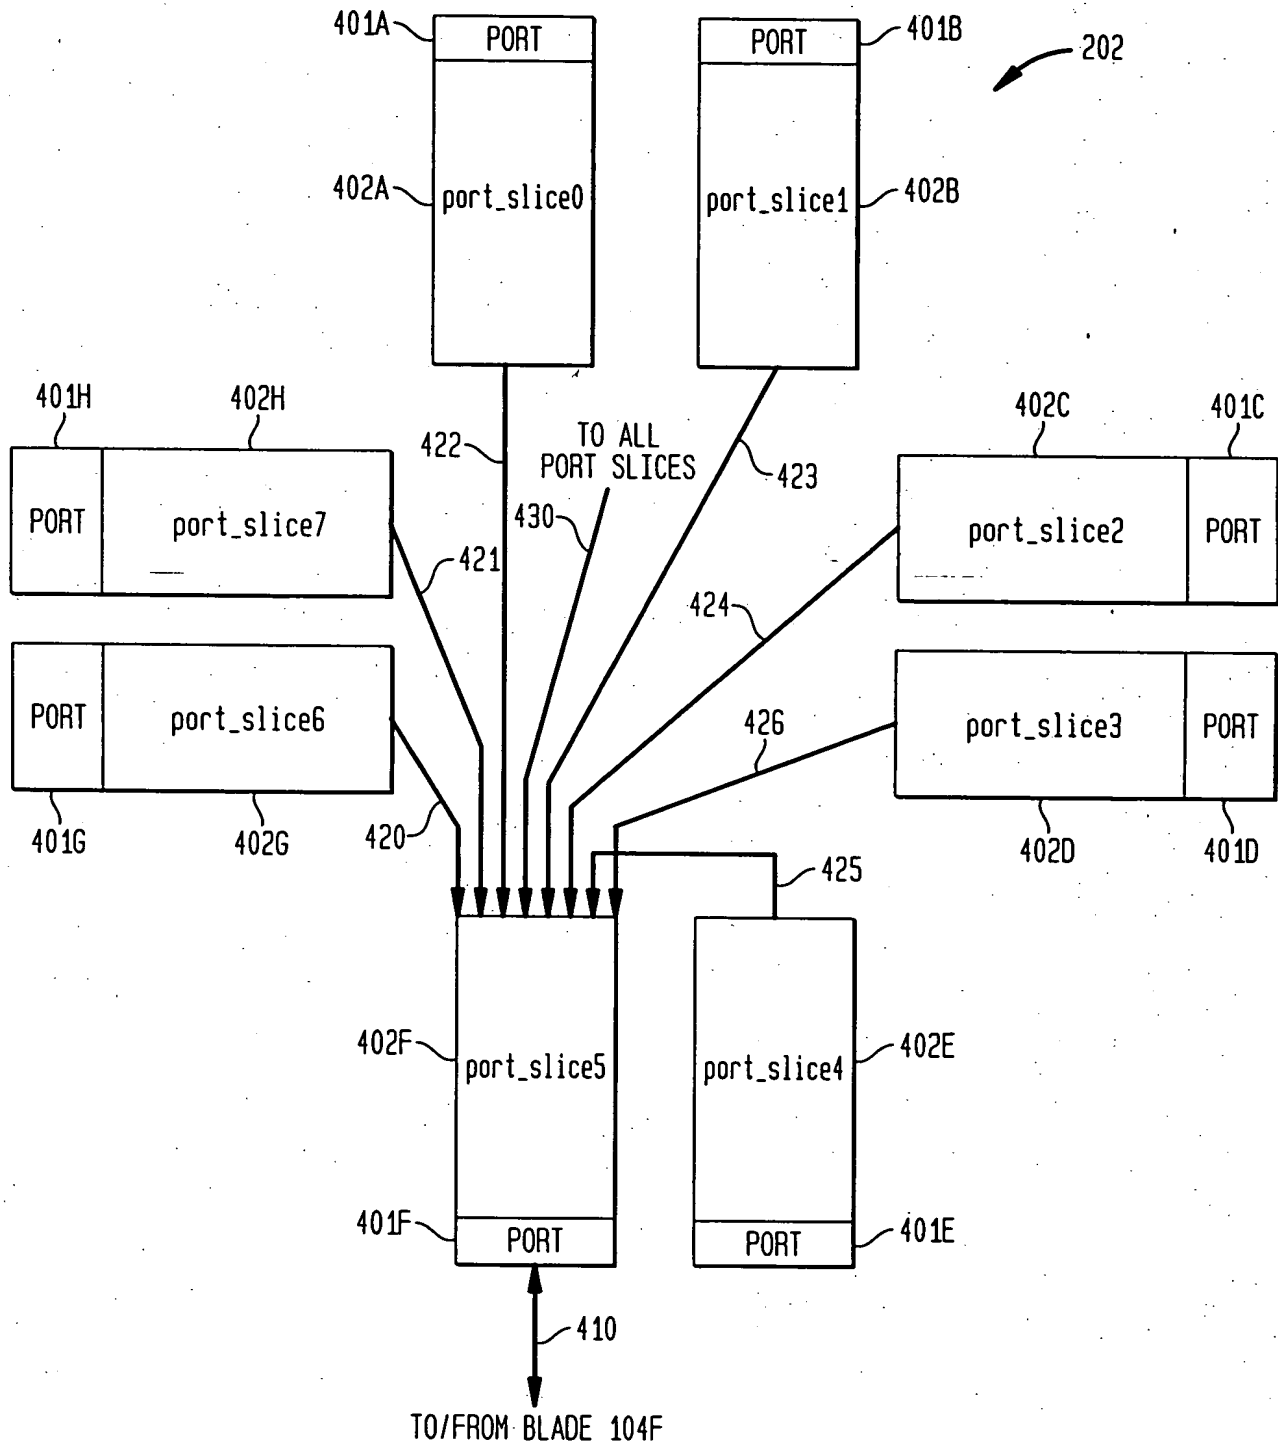 401A
PORT
PORT
401B
202
402A
port_slice0
port_slice1
402B
401H
402H
402C
401C
422
TO ALL
PORT SLICES
423
PORT
port_slice7
430
port_slice2
PORT
421
424
PORT
port_slice6
426
port_slice3
PORT
401G
402G
420
402D
401D
425
402F
port_slice5
port_slice4
402E
401F
PORT
PORT
401E
410
TO/FROM BLADE 104F